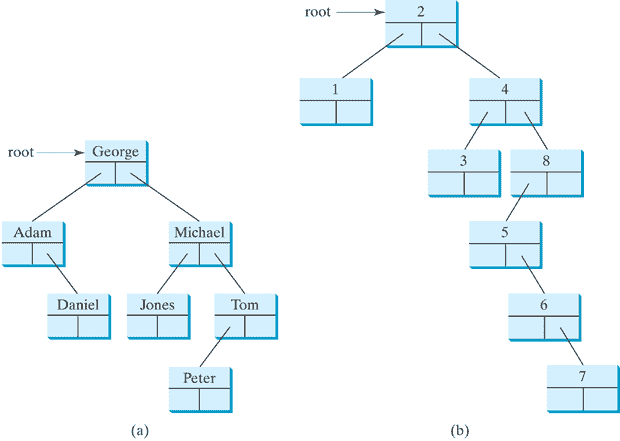 root
George
Adam
Michael
Daniel
Jones
Tom
Peter
(a)
root
2
1
4
3
8
5
6
7
(b)